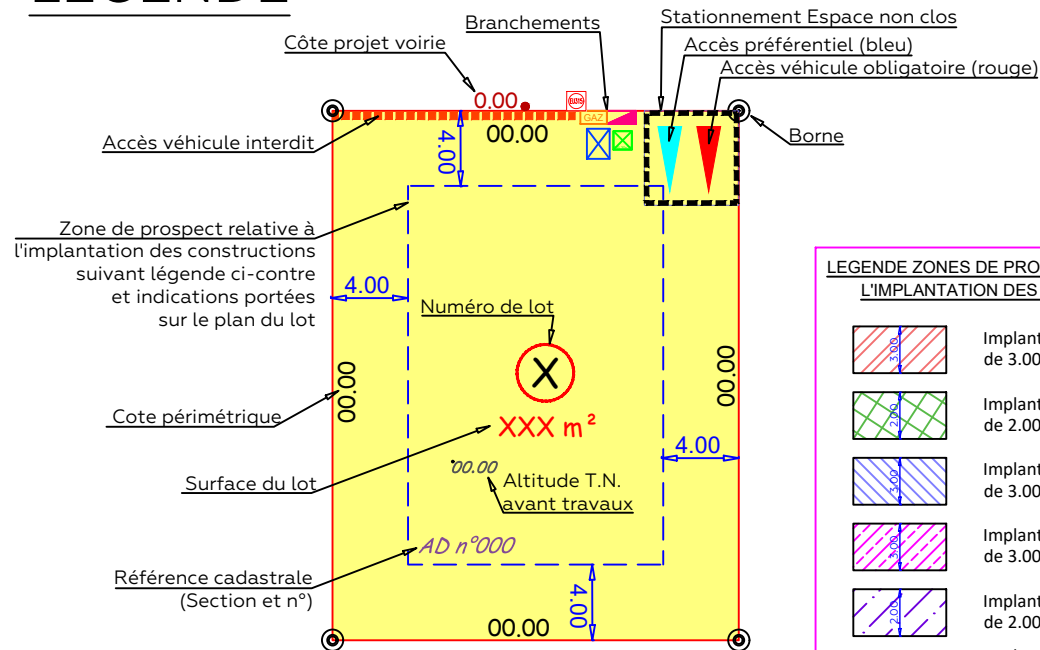 LEGENDE
Branchements
Stationnement Espace non clos
Côte projet voirie
Accès préférentiel (bleu)
Accès véhicule obligatoire (rouge)
0.00
GAZ
00.00
4.00
Accès véhicule interdit
Borne
Zone de prospect relative à
l'implantation des constructions
suivant légende ci-contre
et indications portées
sur le plan du lot
4.00
Numéro de lot
X
00.00
00.00
Cote périmétrique
XXX m²
4.00
Surface du lot
00.00
Altitude T.N.
avant travaux
AD n°000
Référence cadastrale
(Section et n°)
4.00
00.00
LEGENDE ZONES DE PRO
L'IMPLANTATION DES
3.00
Implant
de 3.00
2.00
Implant
de 2.00
3.00
Implant
de 3.00
3.00
Implant
de 3.00
2.00
Implant
de 2.00